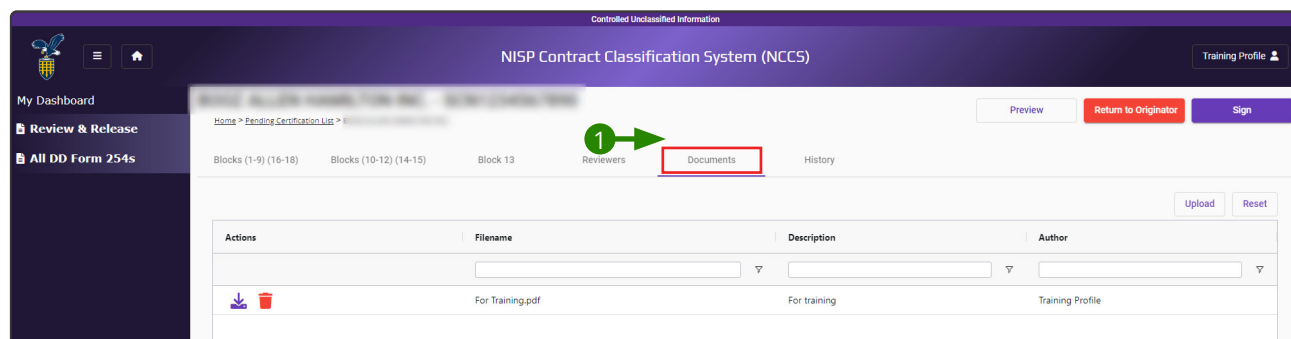 Controlled Unclassified Information
NISP Contract Classification System (NCCS)
Training Profile
My Dashboard
Review & Release
All DD Form 254s
Home > Pending Certification List >
Preview
Return to Originator
Sign
1
Blocks (1-9) (16-18)
Blocks (10-12) (14-15)
Block 13
Reviewers
Documents
History
Upload
Reset
Actions
Filename
Description
Author
For Training.pdf
For training
Training Profile